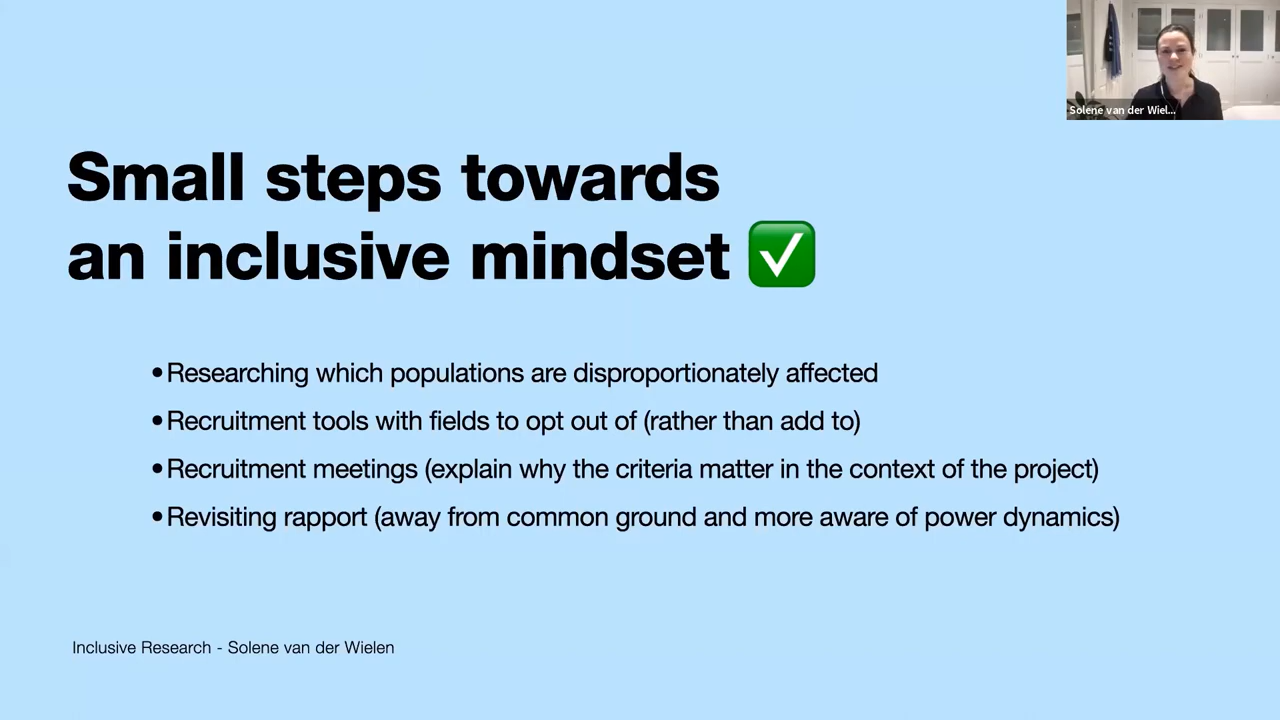 Solene van der Wiel...
Small steps towards
an inclusive mindset ✅
• Researching which populations are disproportionately affected
• Recruitment tools with fields to opt out of (rather than add to)
• Recruitment meetings (explain why the criteria matter in the context of the project)
• Revisiting rapport (away from common ground and more aware of power dynamics)
Inclusive Research - Solene van der Wielen